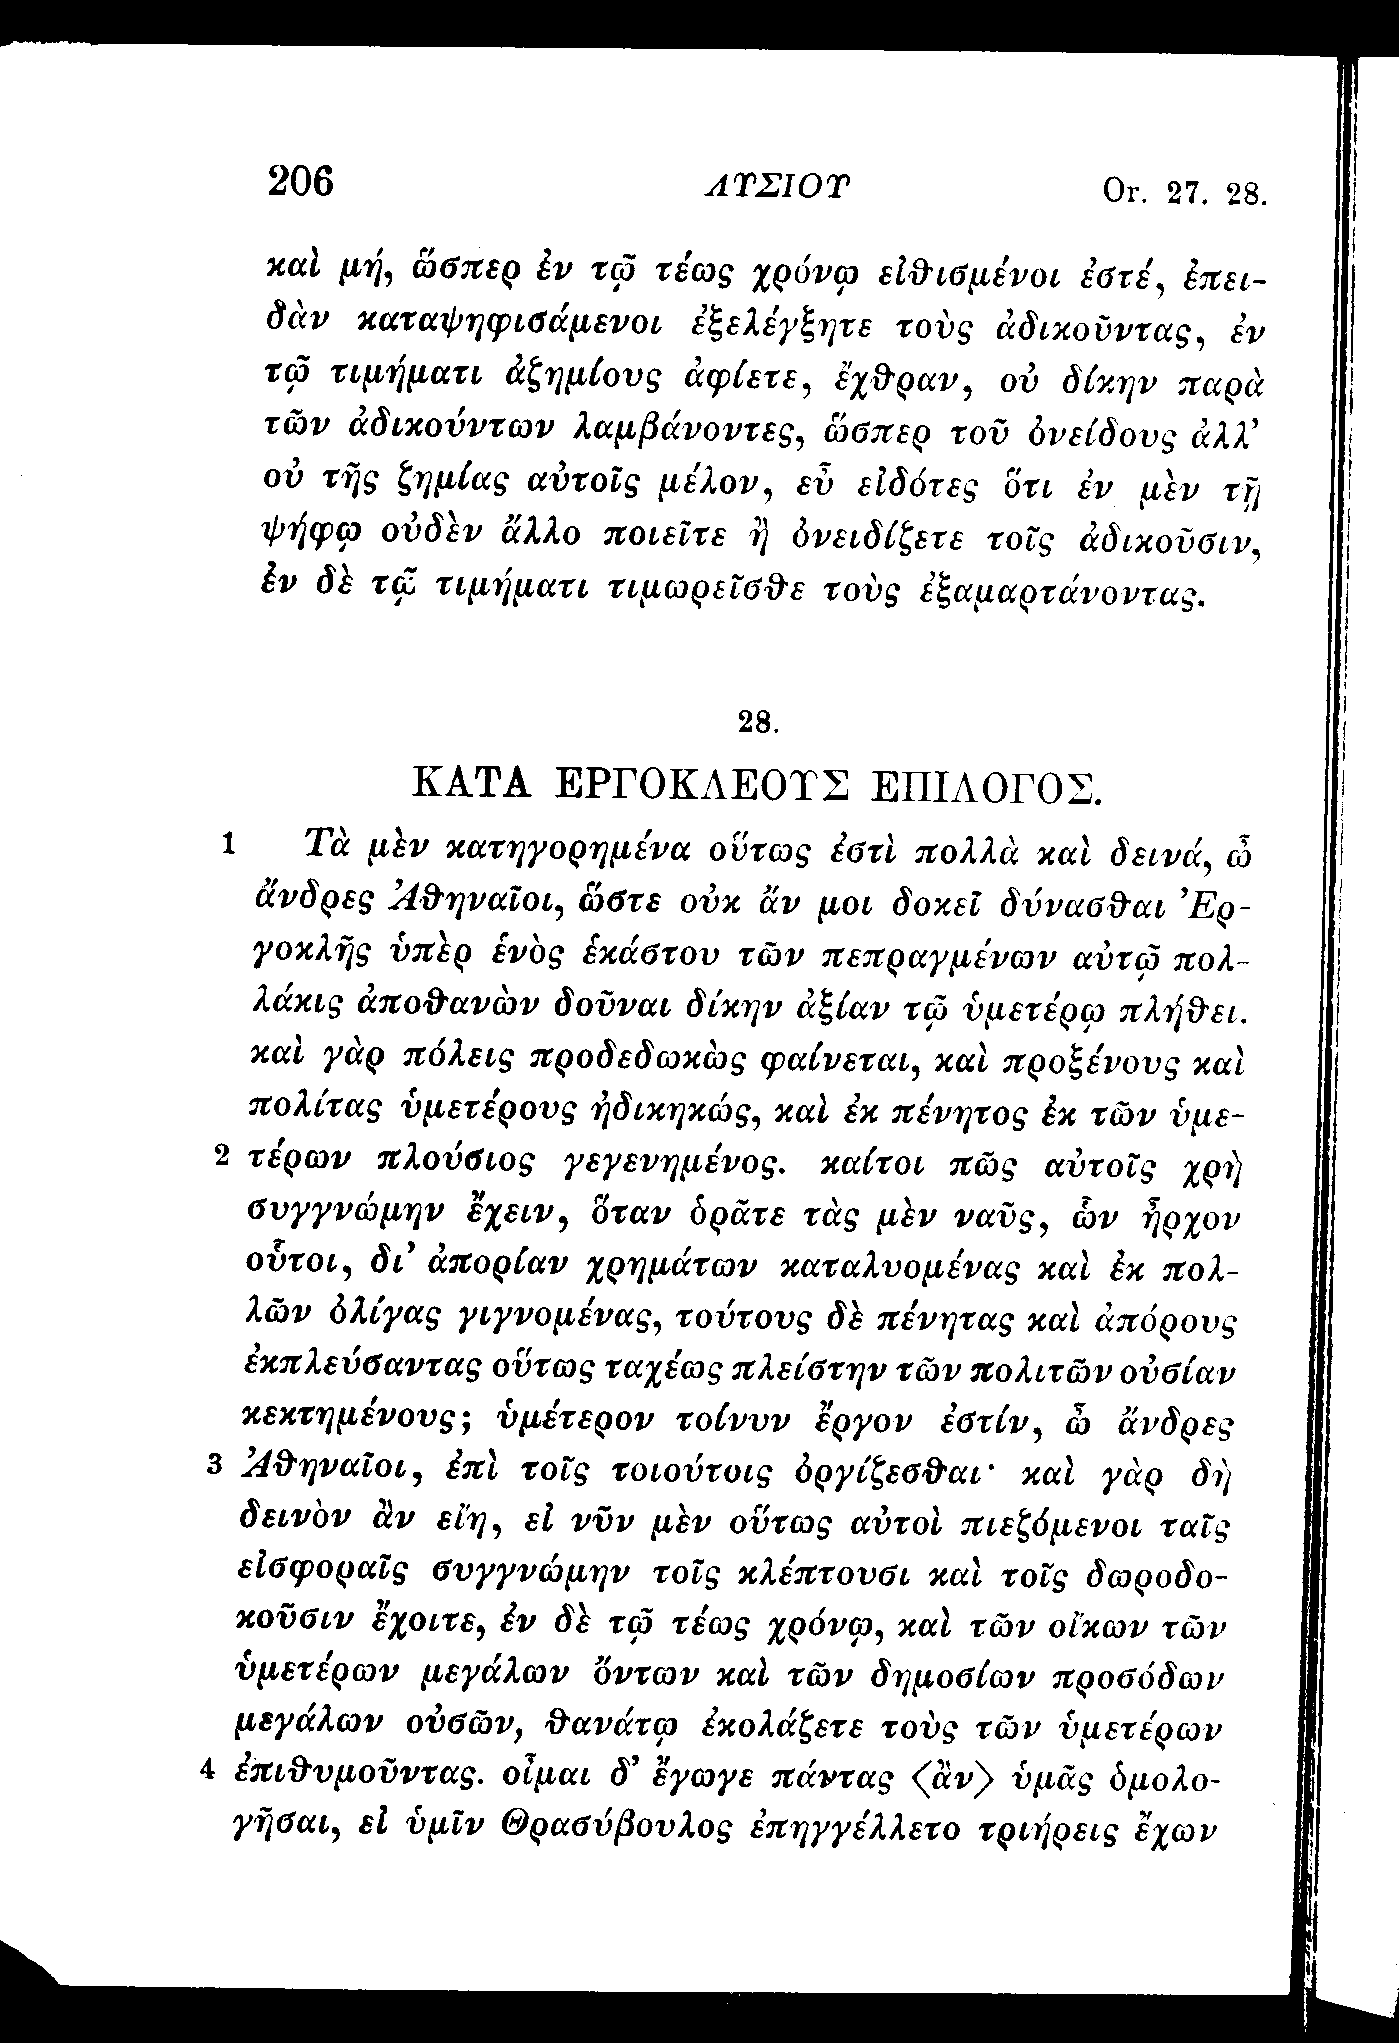 206 ΛΥΣΙΟΥ Or. 27. 28.
καὶ μή, ὥσπερ ἐν τῷ τέως χρόνῳ εἰθισμένοι ἐστέ, ἐπει-
δὰν καταψηφισάμενοι ἐξελέγξητε τοὺς ἀδικοῦντας, ἐν
τῷ τιμήματι ἀζημίους ἀφίετε, ἔχθραν, οὐ δίκην παρὰ
τῶν ἀδικούντων λαμβάνοντες, ὥσπερ τοῦ ὀνείδους ἀλλ’
οὐ τῆς ζημίας αὐτοῖς μέλον, εὖ εἰδότες ὅτι ἐν μὲν τῇ
ψήφῳ οὐδὲν ἄλλο ποιεῖτε ἢ ὀνειδίζετε τοῖς ἀδικοῦσιν,
ἐν δὲ τῷ τιμήματι τιμωρεῖσθε τοὺς ἐξαμαρτάνοντας.
28.
ΚΑΤΑ ΕΡΓΟΚΛΕΟΥΣ ΕΠΙΛΟΓΟΣ.
1 Τὰ μὲν κατηγορημένα οὕτως ἐστὶ πολλὰ καὶ δεινά, ὦ
ἄνδρες Ἀθηναῖοι, ὥστε οὐκ ἄν μοι δοκεῖ δύνασθαι Ἐρ-
γοκλῆς ὑπὲρ ἑνὸς ἑκάστου τῶν πεπραγμένων αὐτῷ πολ-
λάκις ἀποθανὼν δοῦναι δίκην ἀξίαν τῷ ὑμετέρῳ πλήθει.
καὶ γὰρ πόλεις προδεδωκὼς φαίνεται, καὶ προξένους καὶ
πολίτας ὑμετέρους ἠδικηκώς, καὶ ἐκ πένητος ἐκ τῶν ὑμε-
2 τέρων πλούσιος γεγενημένος. καίτοι πῶς αὐτοῖς χρὴ
συγγνώμην ἔχειν, ὅταν ὁρᾶτε τὰς μὲν ναῦς, ὧν ἦρχον
οὗτοι, δι’ ἀπορίαν χρημάτων καταλυομένας καὶ ἐκ πολ-
λῶν ὀλίγας γιγνομένας, τούτους δὲ πένητας καὶ ἀπόρους
ἐκπλεύσαντας οὕτως ταχέως πλείστην τῶν πολιτῶν οὐσίαν
κεκτημένους; ὑμέτερον τοίνυν ἔργον ἐστίν, ὦ ἄνδρες
3 Ἀθηναῖοι, ἐπὶ τοῖς τοιούτοις ὀργίζεσθαι· καὶ γὰρ δὴ
δεινὸν ἂν εἴη, εἰ νῦν μὲν οὕτως αὐτοὶ πιεζόμενοι ταῖς
εἰσφοραῖς συγγνώμην τοῖς κλέπτουσι καὶ τοῖς δωροδο-
κοῦσιν ἔχοιτε, ἐν δὲ τῷ τέως χρόνῳ, καὶ τῶν οἴκων τῶν
ὑμετέρων μεγάλων ὄντων καὶ τῶν δημοσίων προσόδων
μεγάλων οὐσῶν, θανάτῳ ἐκολάζετε τοὺς τῶν ὑμετέρων
4 ἐπιθυμοῦντας. οἶμαι δ’ ἔγωγε πάντας ⟨ἂν⟩ ὑμᾶς ὁμολο-
γῆσαι, εἰ ὑμῖν Θρασύβουλος ἐπηγγέλλετο τριήρεις ἔχων